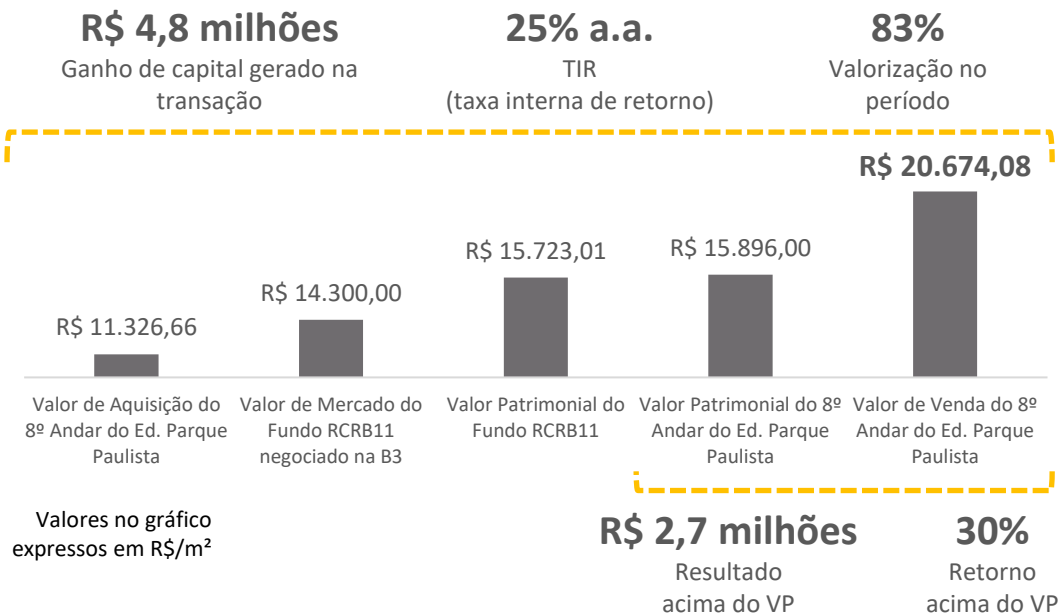 R$ 4,8 milhões
Ganho de capital gerado na
transação
25% a.a.
TIR
(taxa interna de retorno)
83%
Valorização no
período
R$ 11.326,66
R$ 14.300,00
R$ 15.723,01
R$ 15.896,00
R$ 20.674,08
Valor de Aquisição do
8º Andar do Ed. Parque
Paulista
Valor de Mercado do
Fundo RCRB11
negociado na B3
Valor Patrimonial do
Fundo RCRB11
Valor Patrimonial do 8º
Andar do Ed. Parque
Paulista
Valor de Venda do 8º
Andar do Ed. Parque
Paulista
Valores no gráfico
expressos em R$/m²
R$ 2,7 milhões
Resultado
acima do VP
30%
Retorno
acima do VP